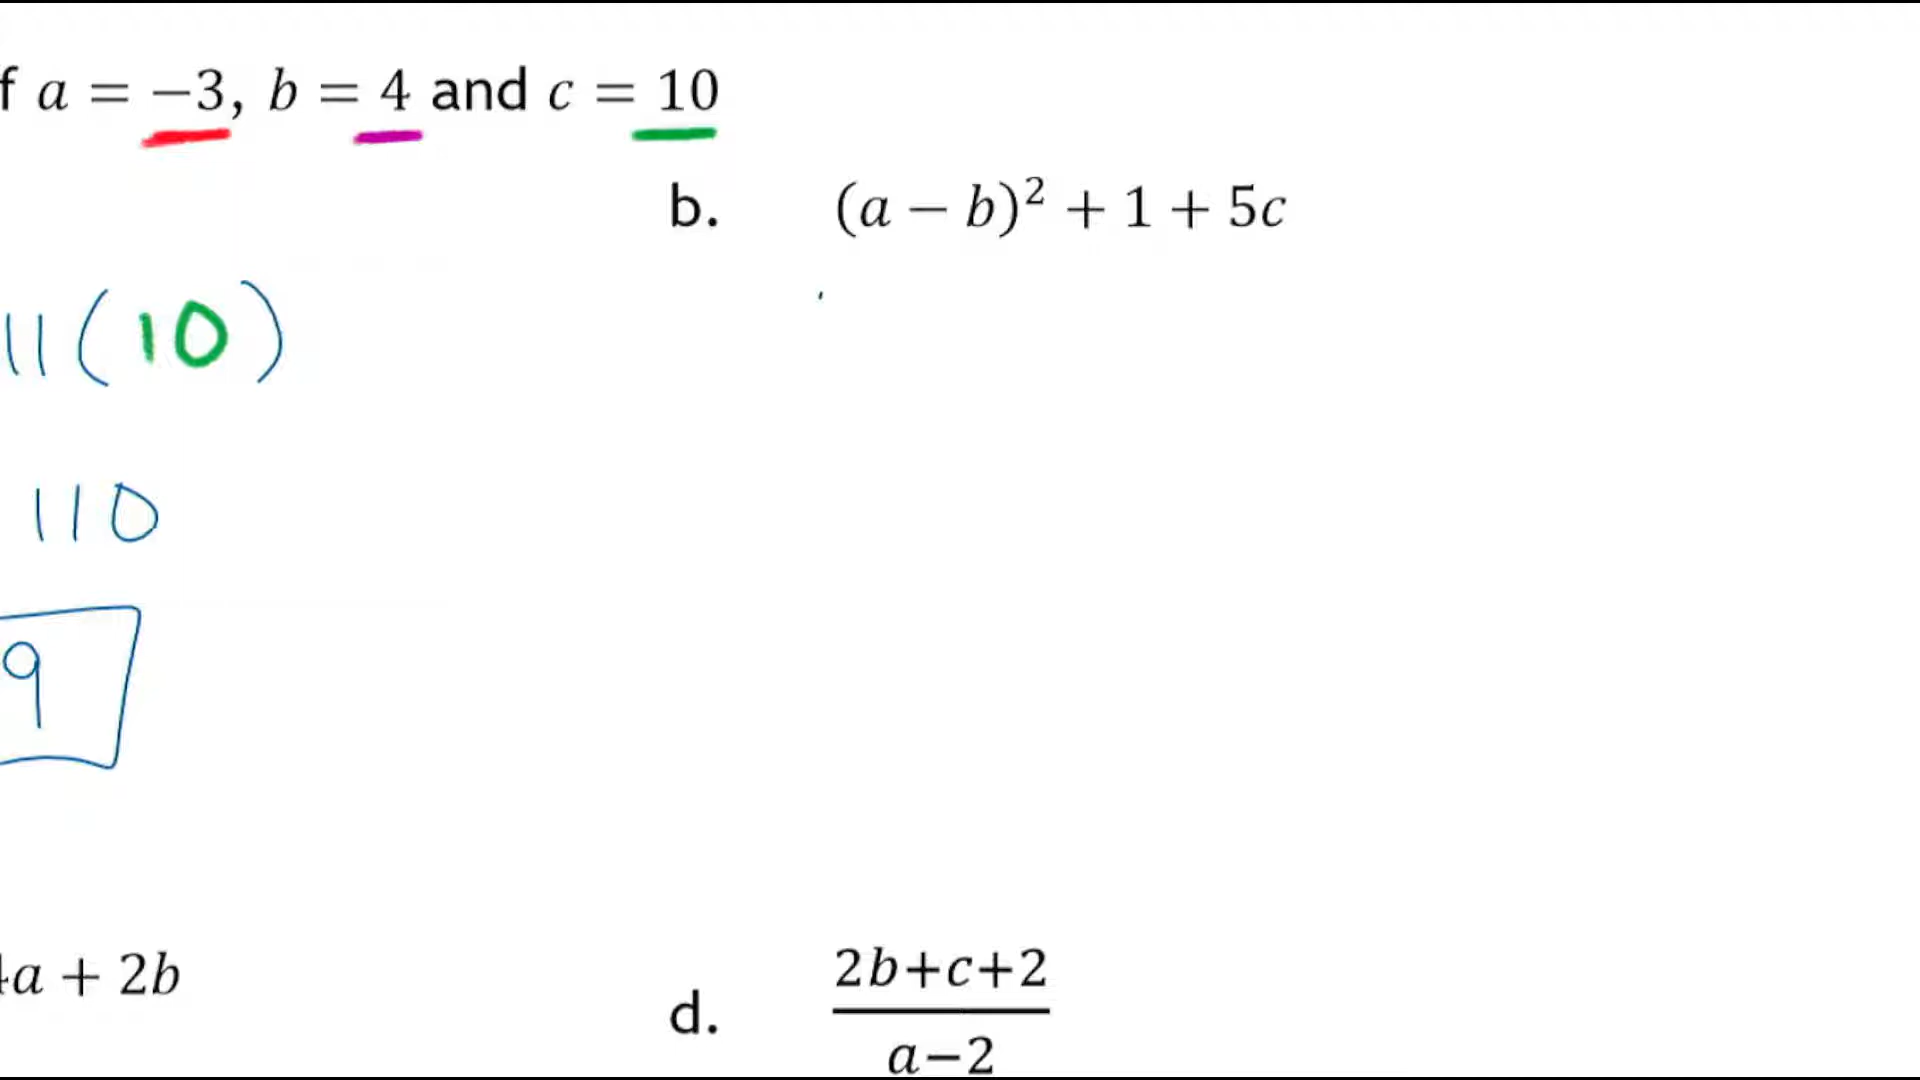 f a = −3, b = 4 and c = 10
b. (a − b)² + 1 + 5c
11(10)
110
9
a + 2b
d. 2b+c+2
a−2